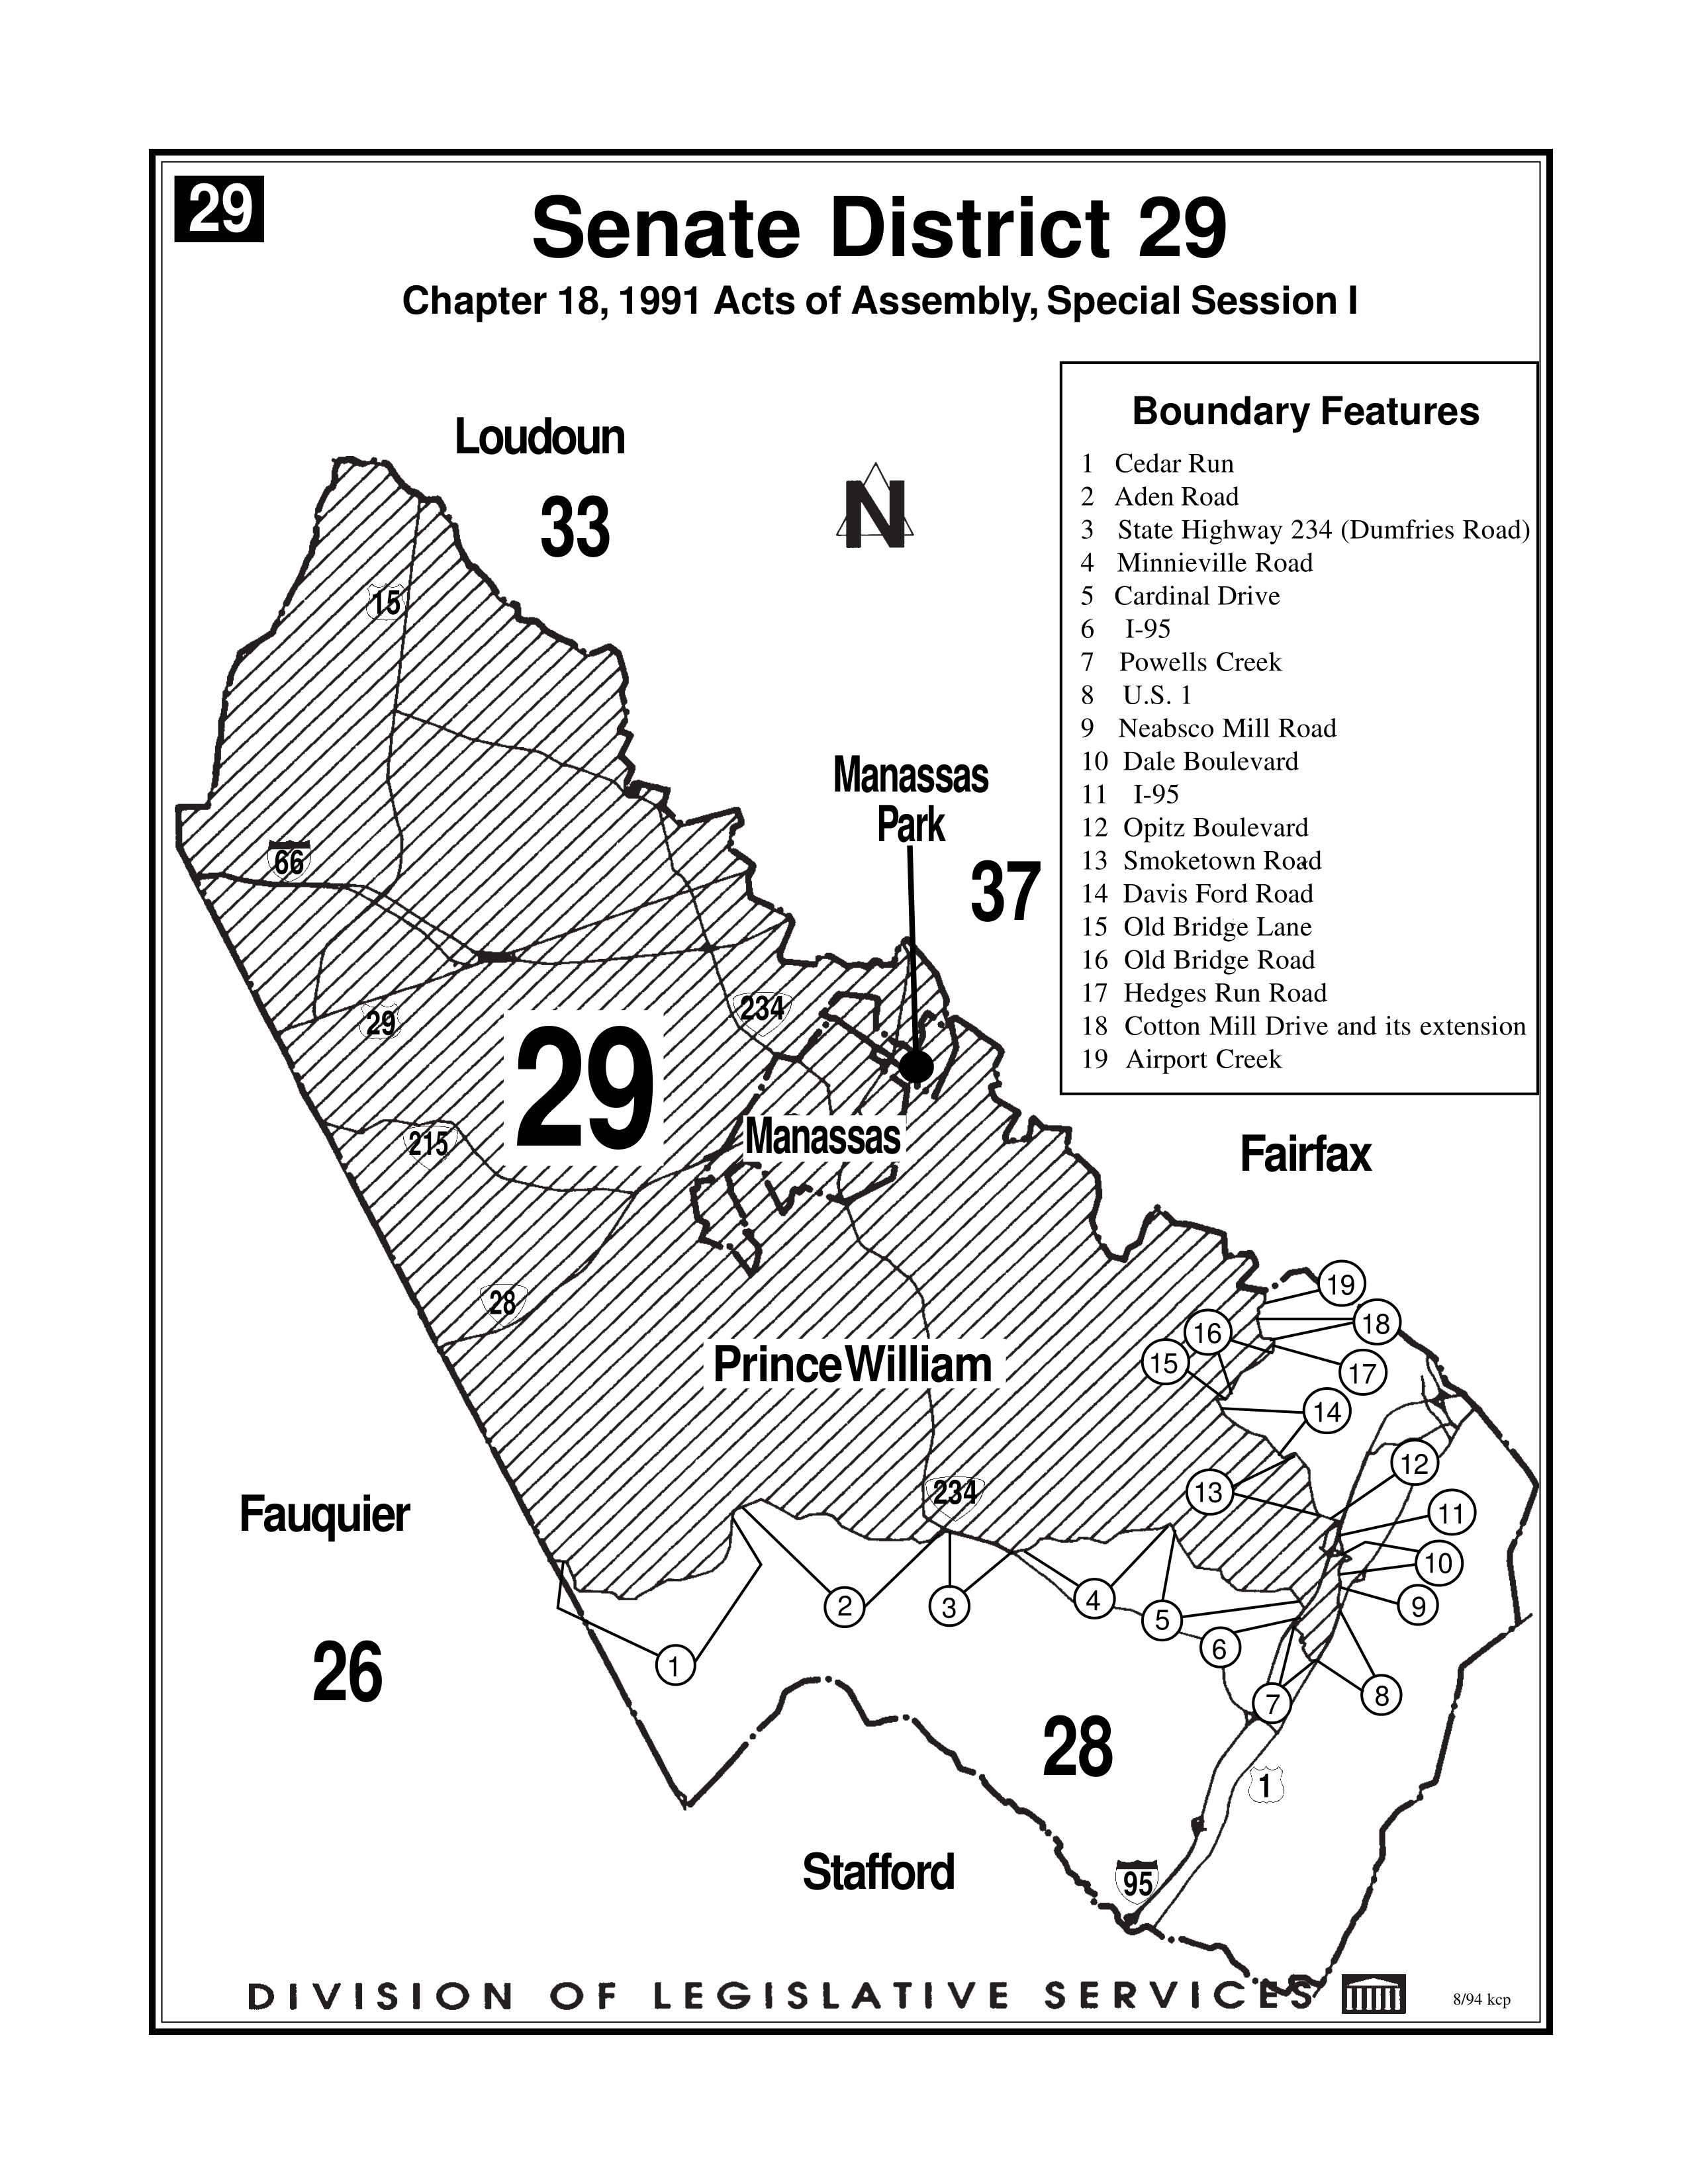 29
Senate District 29
Chapter 18, 1991 Acts of Assembly, Special Session I
Boundary Features
1 Cedar Run
2 Aden Road
3 State Highway 234 (Dumfries Road)
4 Minnieville Road
5 Cardinal Drive
6 I-95
7 Powells Creek
8 U.S. 1
9 Neabsco Mill Road
10 Dale Boulevard
11 I-95
12 Opitz Boulevard
13 Smoketown Road
14 Davis Ford Road
15 Old Bridge Lane
16 Old Bridge Road
17 Hedges Run Road
18 Cotton Mill Drive and its extension
19 Airport Creek
Loudoun
33
N
15
Manassas
Park
66
37
234
29
29
215
Manassas
Fairfax
28
19
18
16
15
17
Prince William
14
12
234
13
11
Fauquier
10
9
2
3
4
5
6
1
26
7
8
28
1
Stafford
95
DIVISION OF LEGISLATIVE SERVICES
8/94 kcp